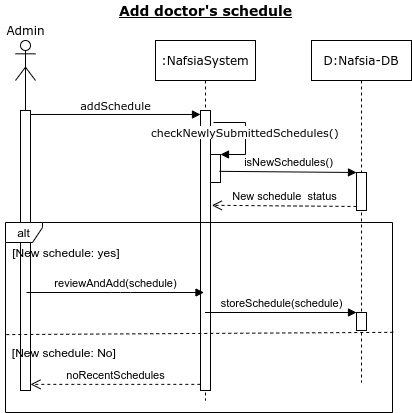 Add doctor's schedule
Admin
:NafsiaSystem
D:Nafsia-DB
addSchedule
checkNewlySubmittedSchedules()
isNewSchedules()
New schedule status
alt
[New schedule: yes]
reviewAndAdd(schedule)
storeSchedule(schedule)
[New schedule: No]
noRecentSchedules